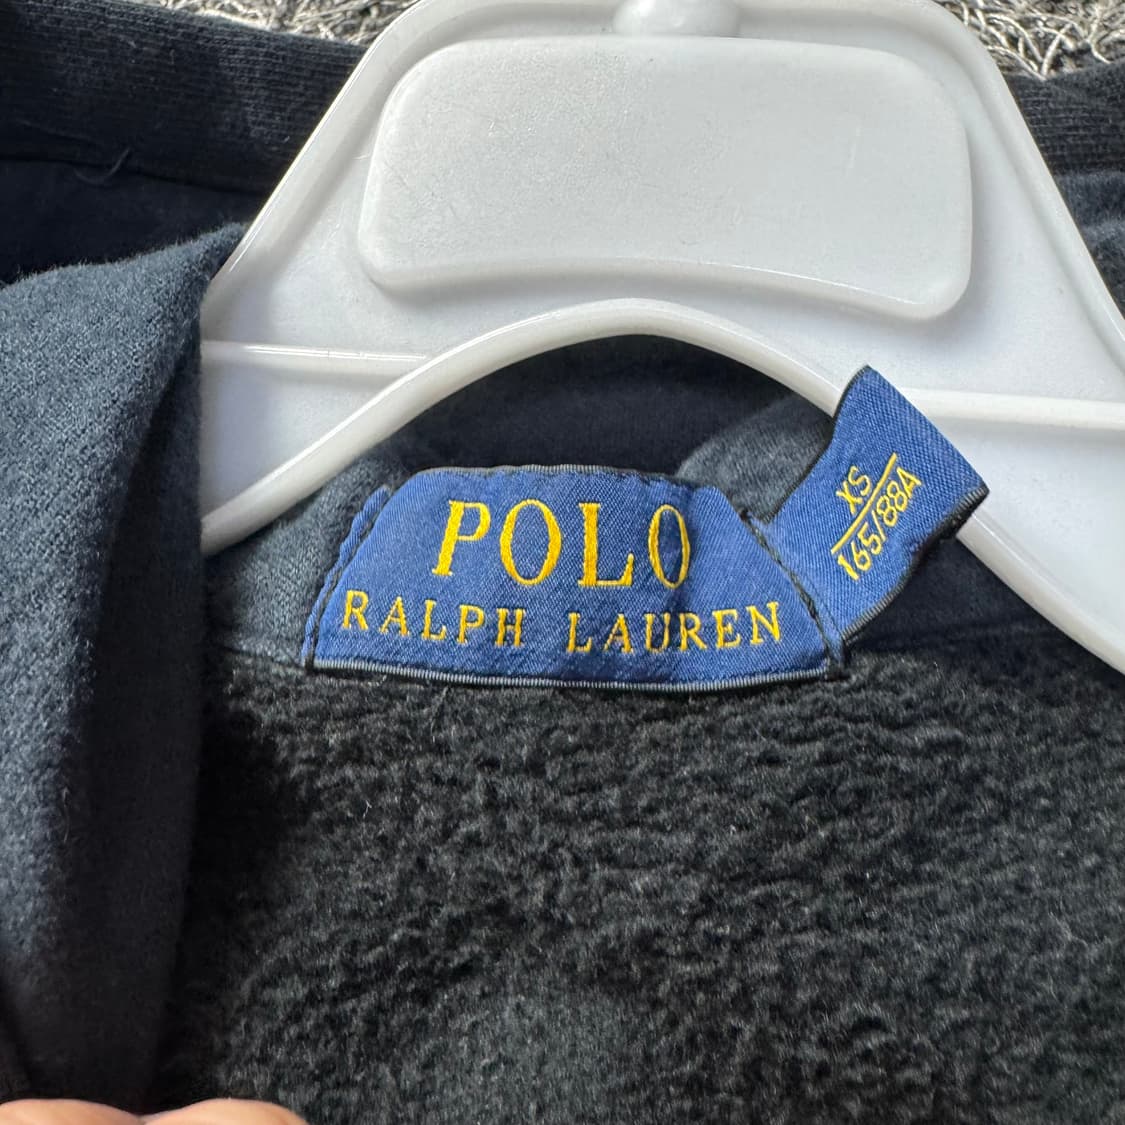 POLO
RALPH LAUREN
XS
165/88A